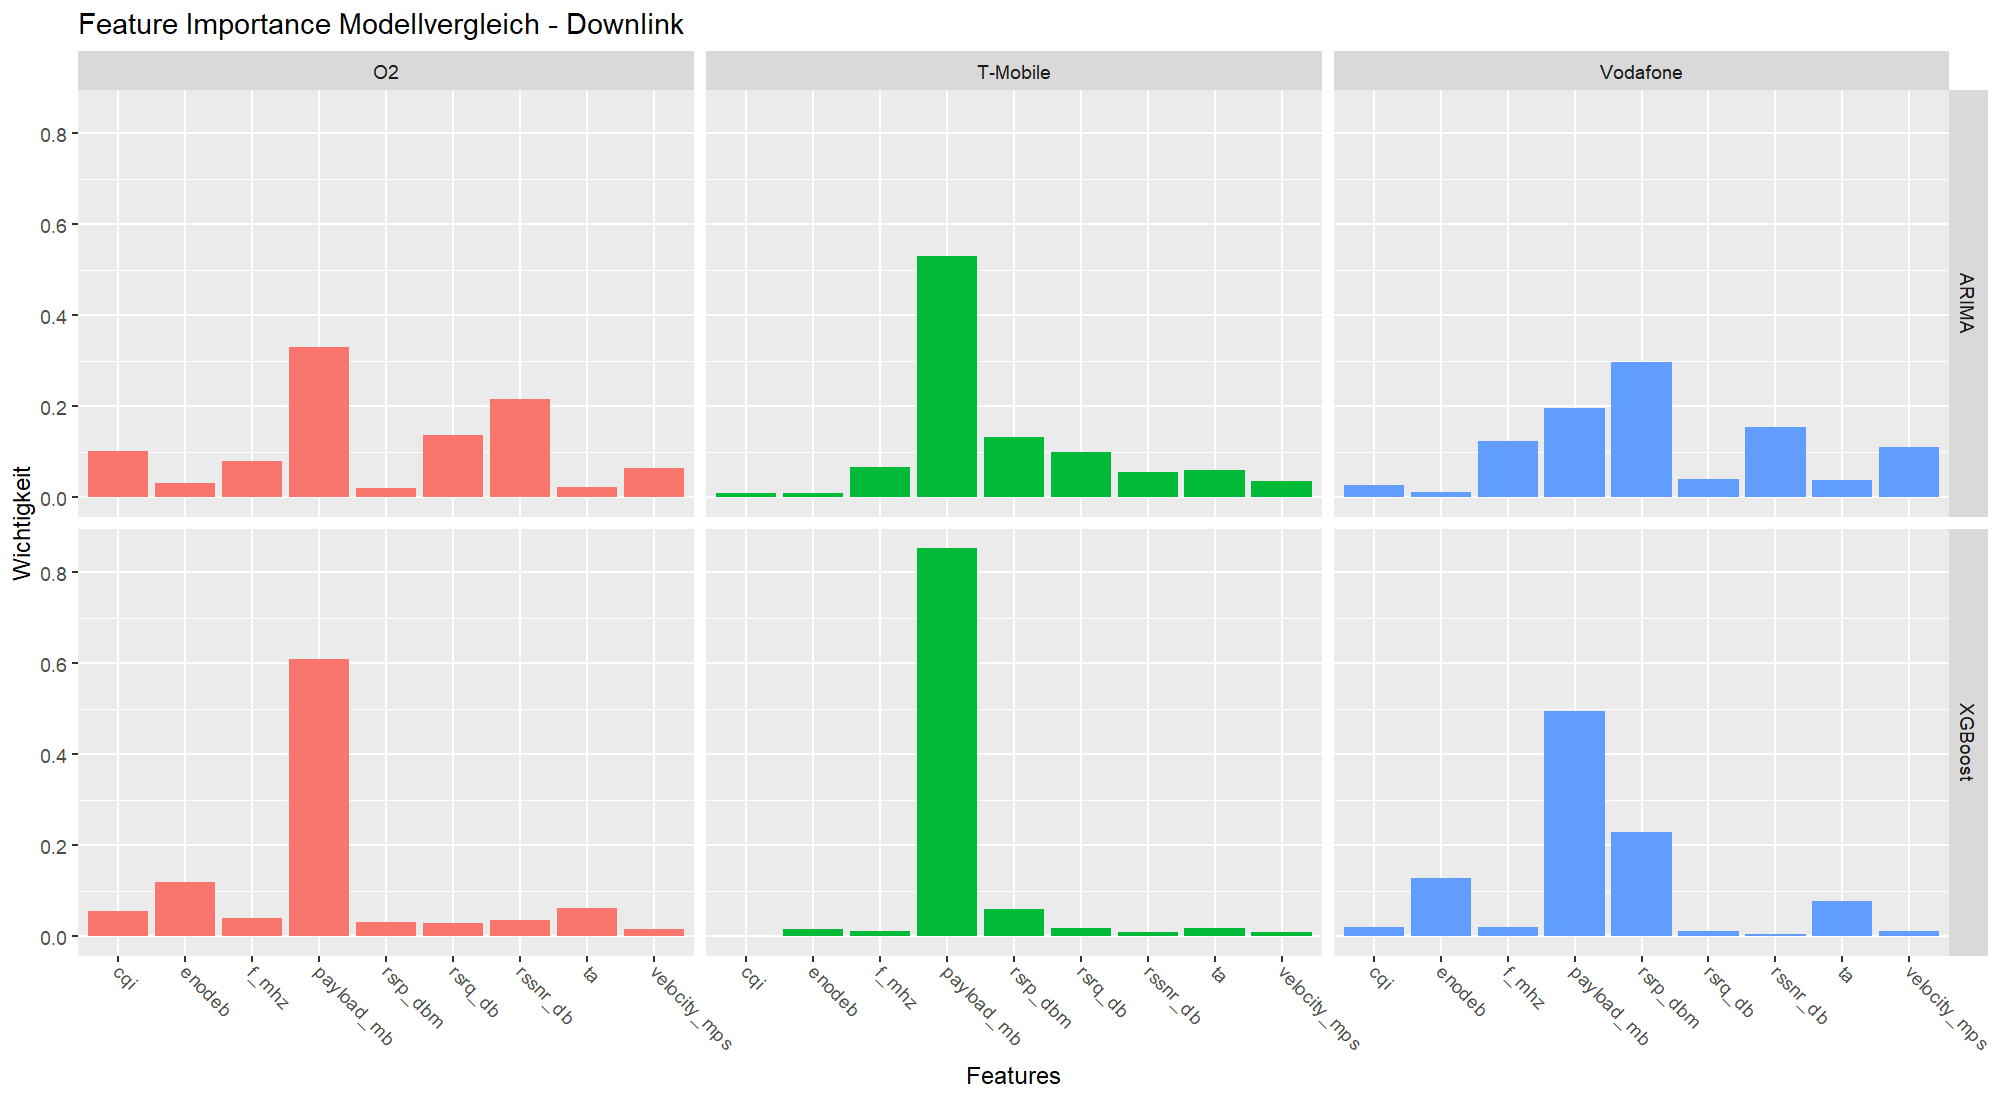 Feature Importance Modellvergleich - Downlink
O2
T-Mobile
Vodafone
Wichtigkeit
0.8
0.6
0.4
0.2
0.0
ARIMA
0.8
0.6
0.4
0.2
0.0
XGBoost
cqi
enodeb
f_mhz
payload_mb
rsrp_dbm
rsrq_db
rssnr_db
ta
velocity_mps
cqi
enodeb
f_mhz
payload_mb
rsrp_dbm
rsrq_db
rssnr_db
ta
velocity_mps
cqi
enodeb
f_mhz
payload_mb
rsrp_dbm
rsrq_db
rssnr_db
ta
velocity_mps
Features